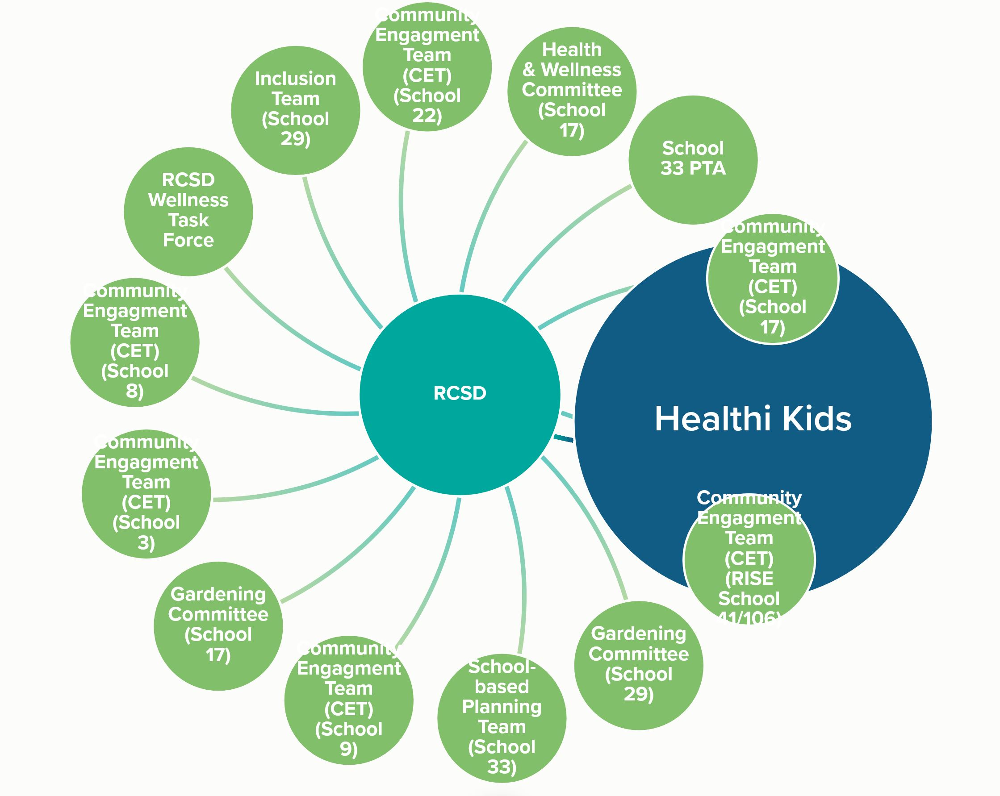 Community
Engagment
Team
(CET)
(School
22)
Health
& Wellness
Committee
(School
17)
Inclusion
Team
(School
29)
School
33 PTA
RCSD
Wellness
Task
Force
Community
Engagment
Team
(CET)
(School
17)
Community
Engagment
Team
(CET)
(School
8)
RCSD
Healthi Kids
Community
Engagment
Team
(CET)
(School
3)
Community
Engagment
Team
(CET)
(RISE
School
41/106)
Gardening
Committee
(School
17)
Gardening
Committee
(School
29)
Community
Engagment
Team
(CET)
(School
9)
School-
based
Planning
Team
(School
33)